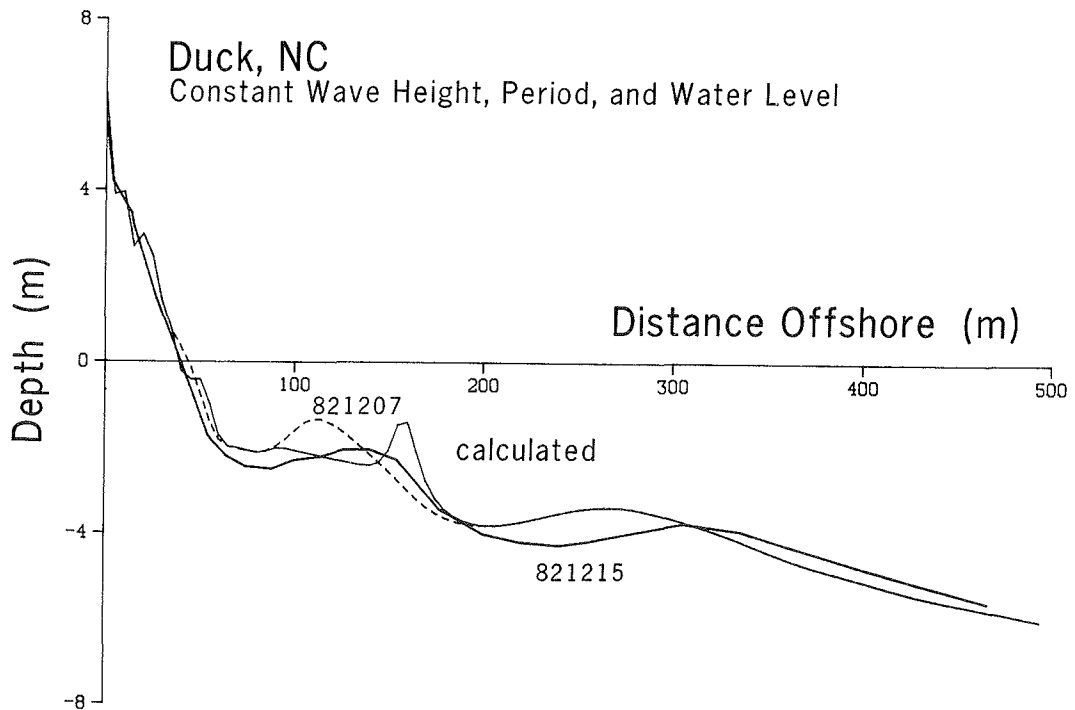 8
Duck, NC
Constant Wave Height, Period, and Water Level
4
Distance Offshore (m)
Depth (m)
0
100
200
300
400
500
821207
calculated
-4
821215
-8